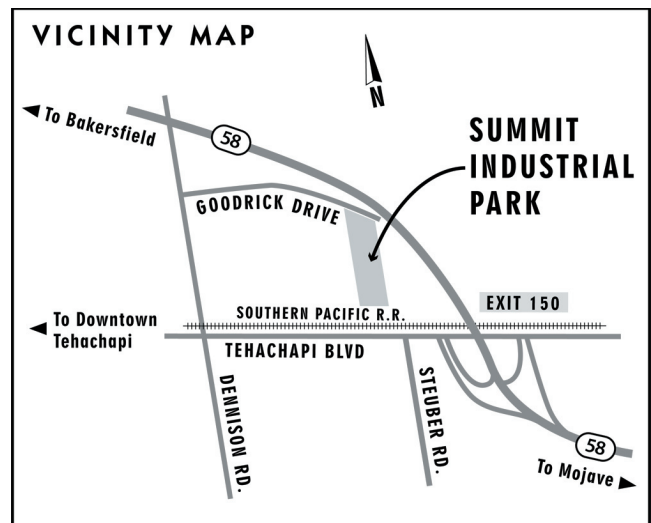 VICINITY MAP
N
To Bakersfield
58
SUMMIT
INDUSTRIAL
PARK
GOODRICK DRIVE
EXIT 150
SOUTHERN PACIFIC R.R.
To Downtown
Tehachapi
TEHACHAPI BLVD
DENNISON RD.
STEUBER RD.
58
To Mojave